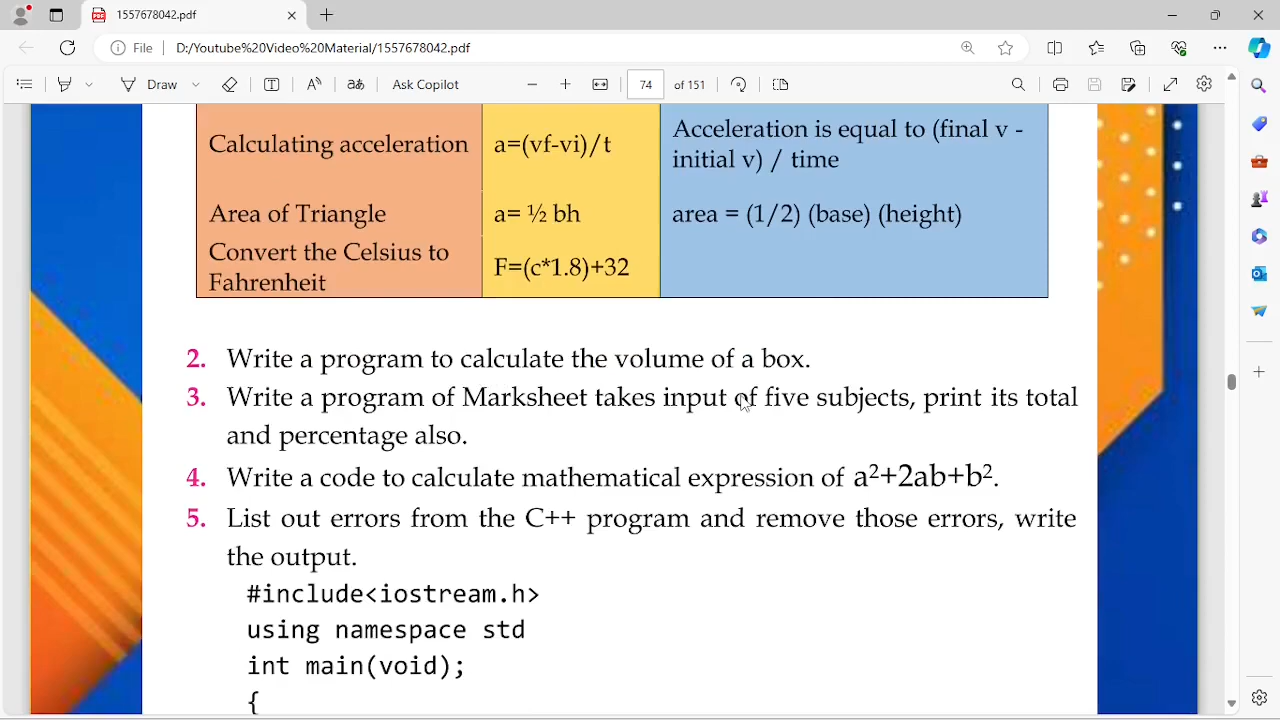 1557678042.pdf
File
D:/Youtube%20Video%20Material/1557678042.pdf
Draw
Ask Copilot
74 of 151
Calculating acceleration a=(vf-vi)/t Acceleration is equal to (final v -
initial v) / time
Area of Triangle a= ½ bh area = (1/2) (base) (height)
Convert the Celsius to
Fahrenheit F=(c*1.8)+32
2. Write a program to calculate the volume of a box.
3. Write a program of Marksheet takes input of five subjects, print its total
and percentage also.
4. Write a code to calculate mathematical expression of a²+2ab+b².
5. List out errors from the C++ program and remove those errors, write
the output.
#include<iostream.h>
using namespace std
int main(void);
{